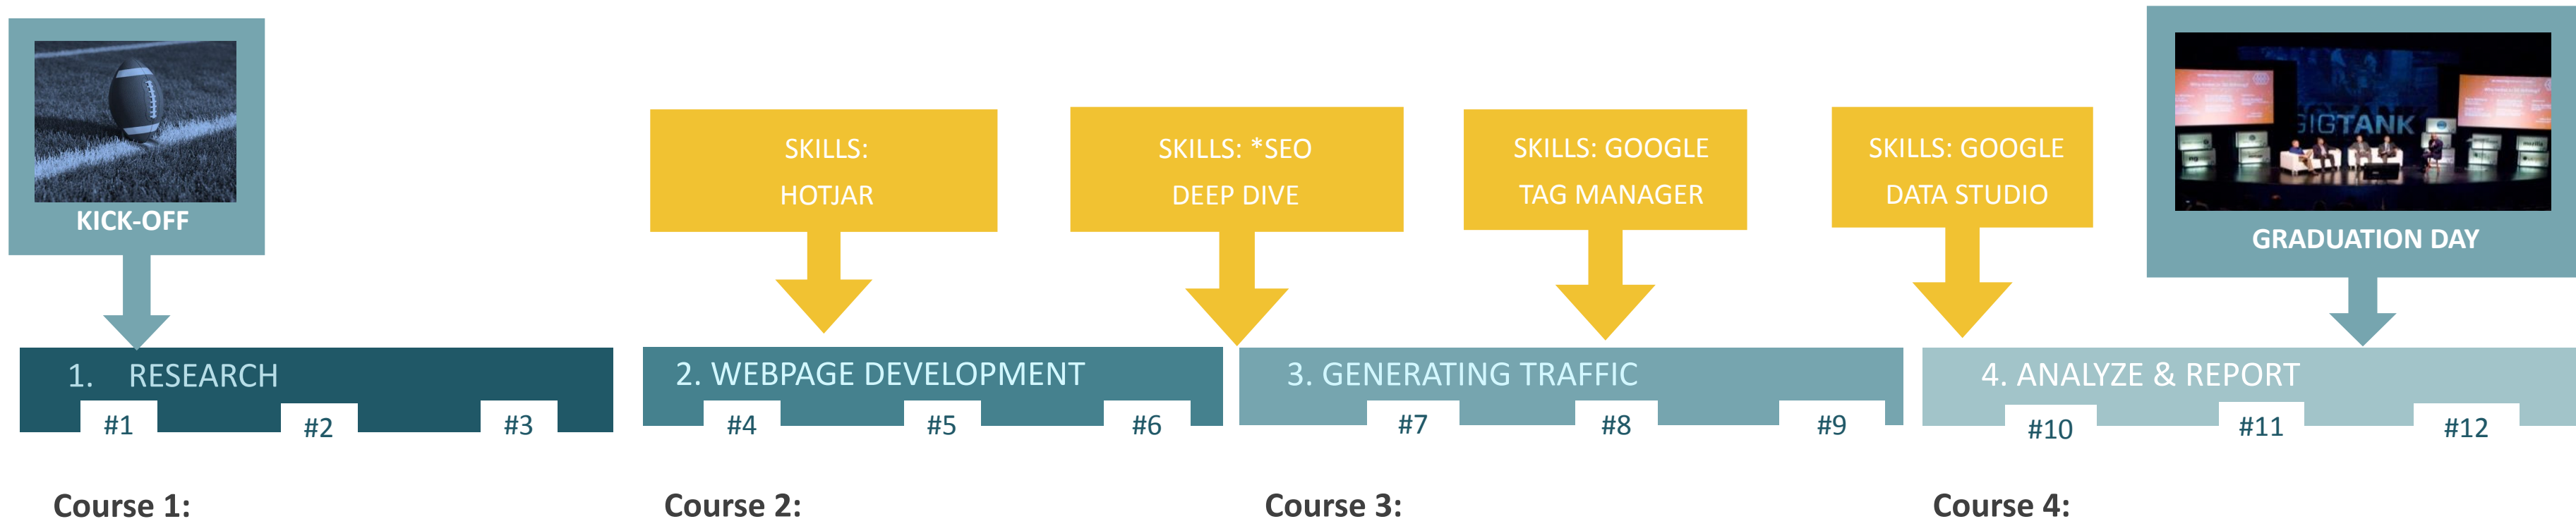 KICK-OFF
SKILLS:
HOTJAR
SKILLS: *SEO
DEEP DIVE
SKILLS: GOOGLE
TAG MANAGER
SKILLS: GOOGLE
DATA STUDIO
GIGTANK
GRADUATION DAY
1. RESEARCH
#1
#2
#3
2. WEBPAGE DEVELOPMENT
#4
#5
#6
3. GENERATING TRAFFIC
#7
#8
#9
4. ANALYZE & REPORT
#10
#11
#12
Course 1:
Course 2:
Course 3:
Course 4: